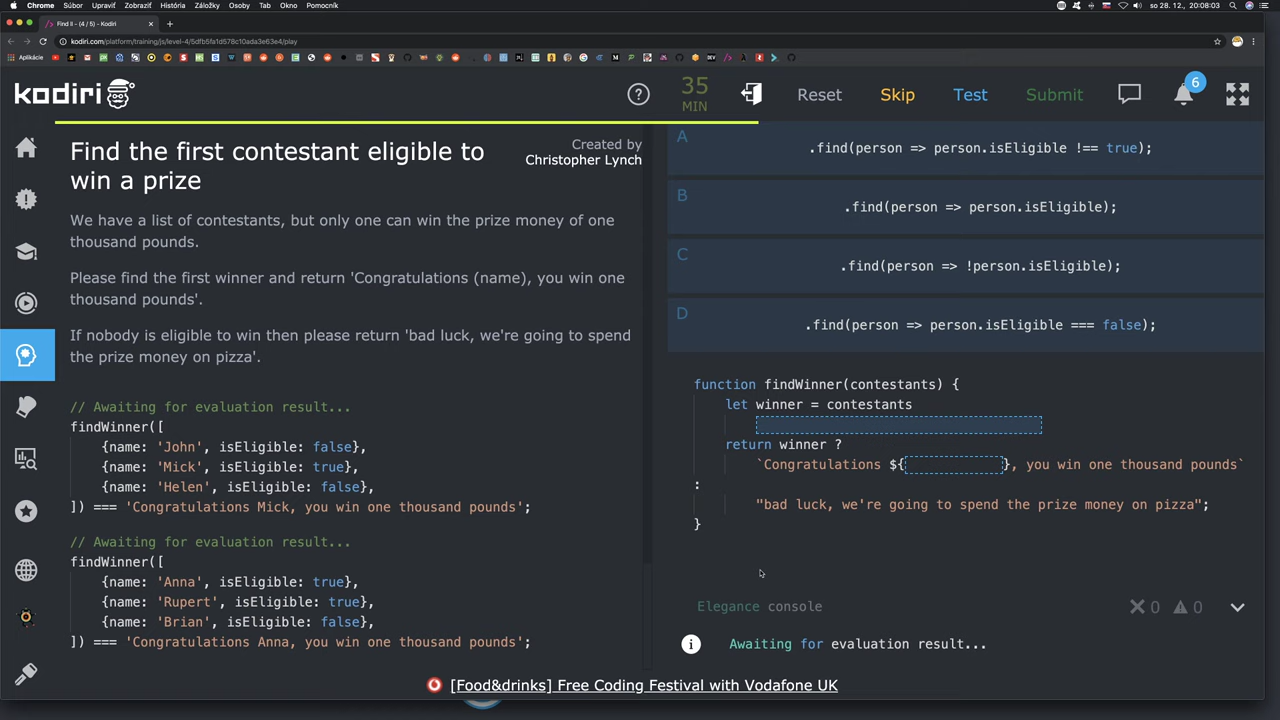 Chrome Súbor Upraviť Zobraziť História Záložky Osoby Tab Okno Pomocník
so 28. 12., 20:08:03
Find II - (4 / 5) - Kodiri
kodiri.com/platform/training/js/level-4/5dfb5fa1d578c10ada3e63e4/play
Aplikácie
kodiri
35
MIN
Reset
Skip
Test
Submit
6
Find the first contestant eligible to
win a prize
Created by
Christopher Lynch
We have a list of contestants, but only one can win the prize money of one
thousand pounds.
Please find the first winner and return 'Congratulations (name), you win one
thousand pounds'.
If nobody is eligible to win then please return 'bad luck, we're going to spend
the prize money on pizza'.
// Awaiting for evaluation result...
findWinner([
{name: 'John', isEligible: false},
{name: 'Mick', isEligible: true},
{name: 'Helen', isEligible: false},
]) === 'Congratulations Mick, you win one thousand pounds';
// Awaiting for evaluation result...
findWinner([
{name: 'Anna', isEligible: true},
{name: 'Rupert', isEligible: true},
{name: 'Brian', isEligible: false},
]) === 'Congratulations Anna, you win one thousand pounds';
A
.find(person => person.isEligible !== true);
B
.find(person => person.isEligible);
C
.find(person => !person.isEligible);
D
.find(person => person.isEligible === false);
function findWinner(contestants) {
let winner = contestants
return winner ?
`Congratulations ${ }, you win one thousand pounds`
:
"bad luck, we're going to spend the prize money on pizza";
}
Elegance console
0 0
Awaiting for evaluation result...
[Food&drinks] Free Coding Festival with Vodafone UK